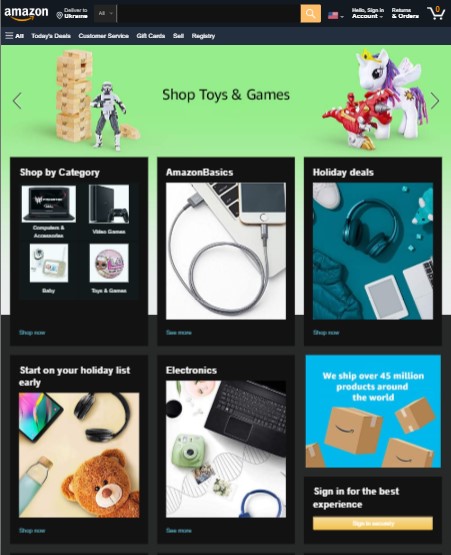 amazon
Deliver to
Ukraine
All
Hello, Sign in
Account
Returns
& Orders
0
All
Today's Deals
Customer Service
Gift Cards
Sell
Registry
Shop Toys & Games
Shop by Category
Computers &
Accessories
Video Games
Baby
Toys & Games
Shop now
AmazonBasics
See more
Holiday deals
Shop now
Start on your holiday list
early
Shop now
Electronics
See more
We ship over 45 million
products around
the world
Sign in for the best
experience
Sign in securely